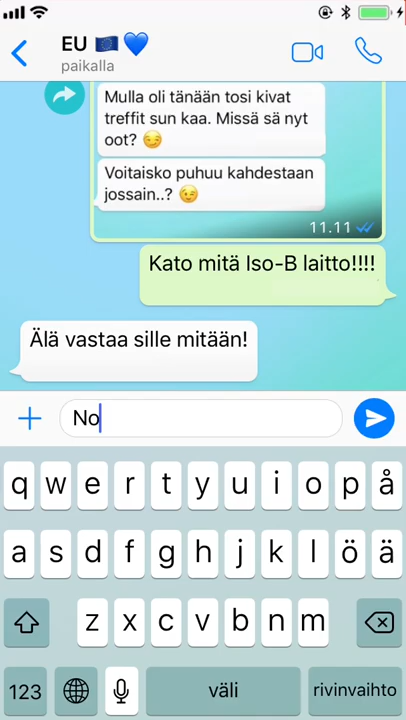 EU 🇪🇺💙
paikalla
Mulla oli tänään tosi kivat
treffit sun kaa. Missä sä nyt
oot? 😏
Voitaisko puhuu kahdestaan
jossain..? 😉
11.11
Kato mitä Iso-B laitto!!!!
Älä vastaa sille mitään!
No
q w e r t y u i o p å
a s d f g h j k l ö ä
z x c v b n m
123 väli rivinvaihto